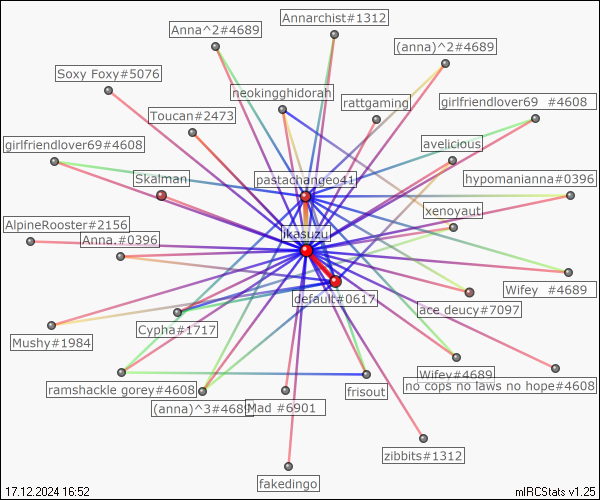 Annarchist#1312
Anna^2#4689
(anna)^2#4689
Soxy Foxy#5076
neokingghidorah
rattgaming
girlfriendlover69 #4608
Toucan#2473
girlfriendlover69#4608
avelicious
Skalman
pastachangeo41
hypomanianna#0396
xenoyaut
AlpineRooster#2156
Anna.#0396
ikasuzu
Wifey #4689
default#0617
ace_deucy#7097
Mushy#1984
Cypha#1717
Wifey#4689
no cops no laws no hope#4608
ramshackle gorey#4608
frisout
(anna)^3#4689
Mad #6901
zibbits#1312
fakedingo
17.12.2024 16:52
mIRCStats v1.25